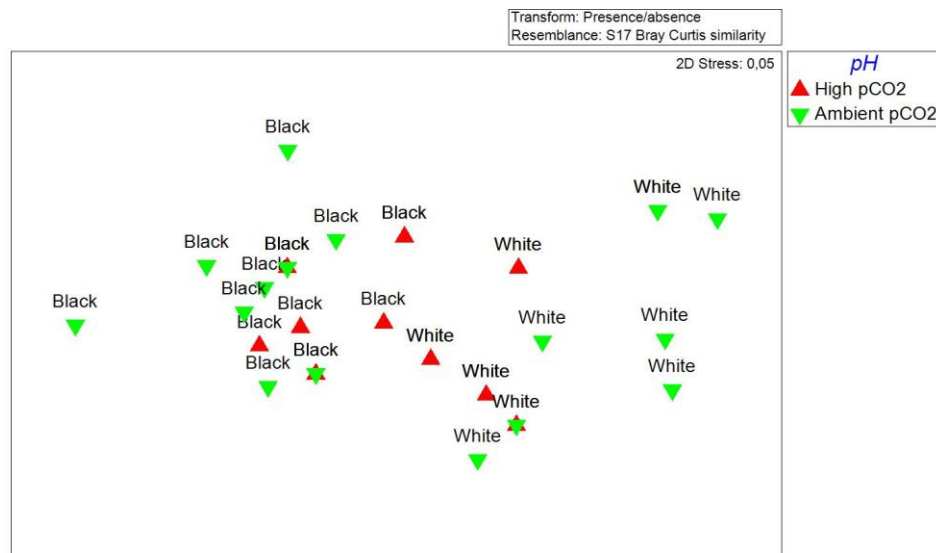 Transform: Presence/absence
Resemblance: S17 Bray Curtis similarity
2D Stress: 0,05
pH
High pCO2
Ambient pCO2
Black
White
White
Black
Black
Black
White
Black
Black
Black
Black
Black
Black
Black
White
White
Black
White
Black
White
White
White
White